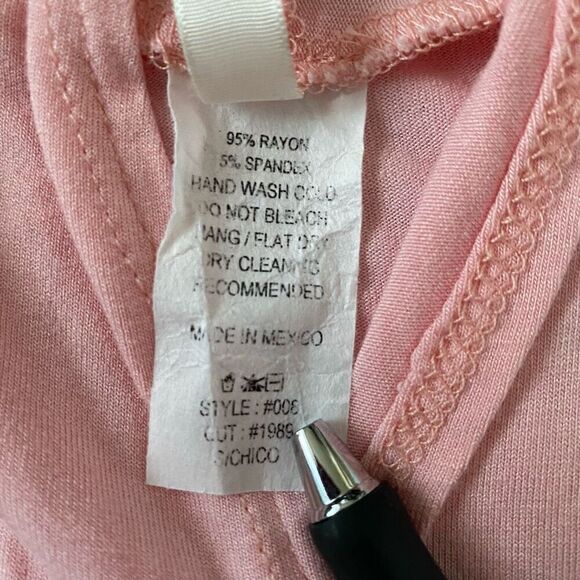 95% RAYON
5% SPANDEX
HAND WASH COLD
DO NOT BLEACH
HANG / FLAT DRY
DRY CLEANING
RECOMMENDED
MADE IN MEXICO
STYLE : #008
CUT : #1989
S/CHICO